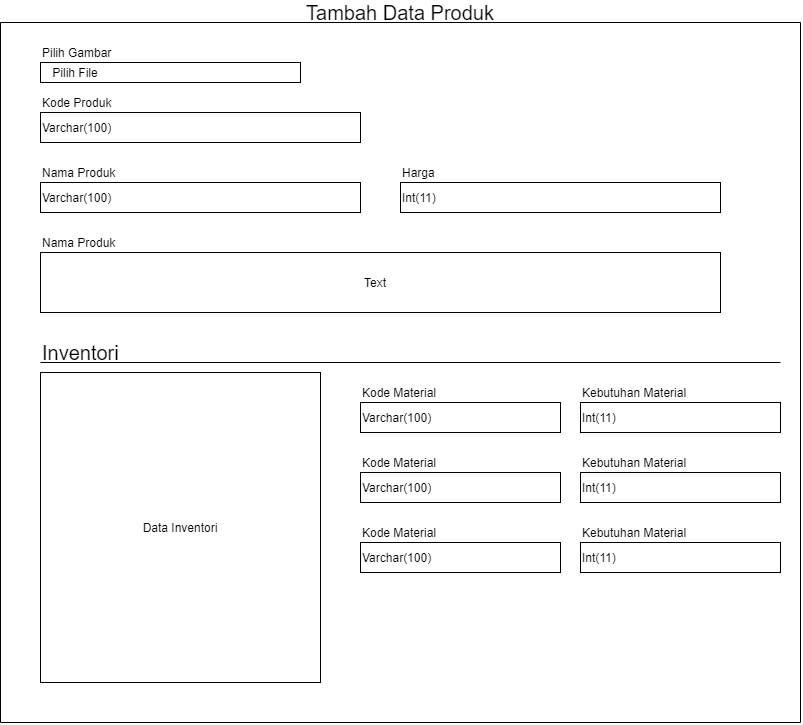 Tambah Data Produk
Pilih Gambar
Pilih File
Kode Produk
Varchar(100)
Nama Produk
Harga
Varchar(100)
Int(11)
Nama Produk
Text
Inventori
Kode Material
Kebutuhan Material
Varchar(100)
Int(11)
Kode Material
Kebutuhan Material
Varchar(100)
Int(11)
Data Inventori
Kode Material
Kebutuhan Material
Varchar(100)
Int(11)